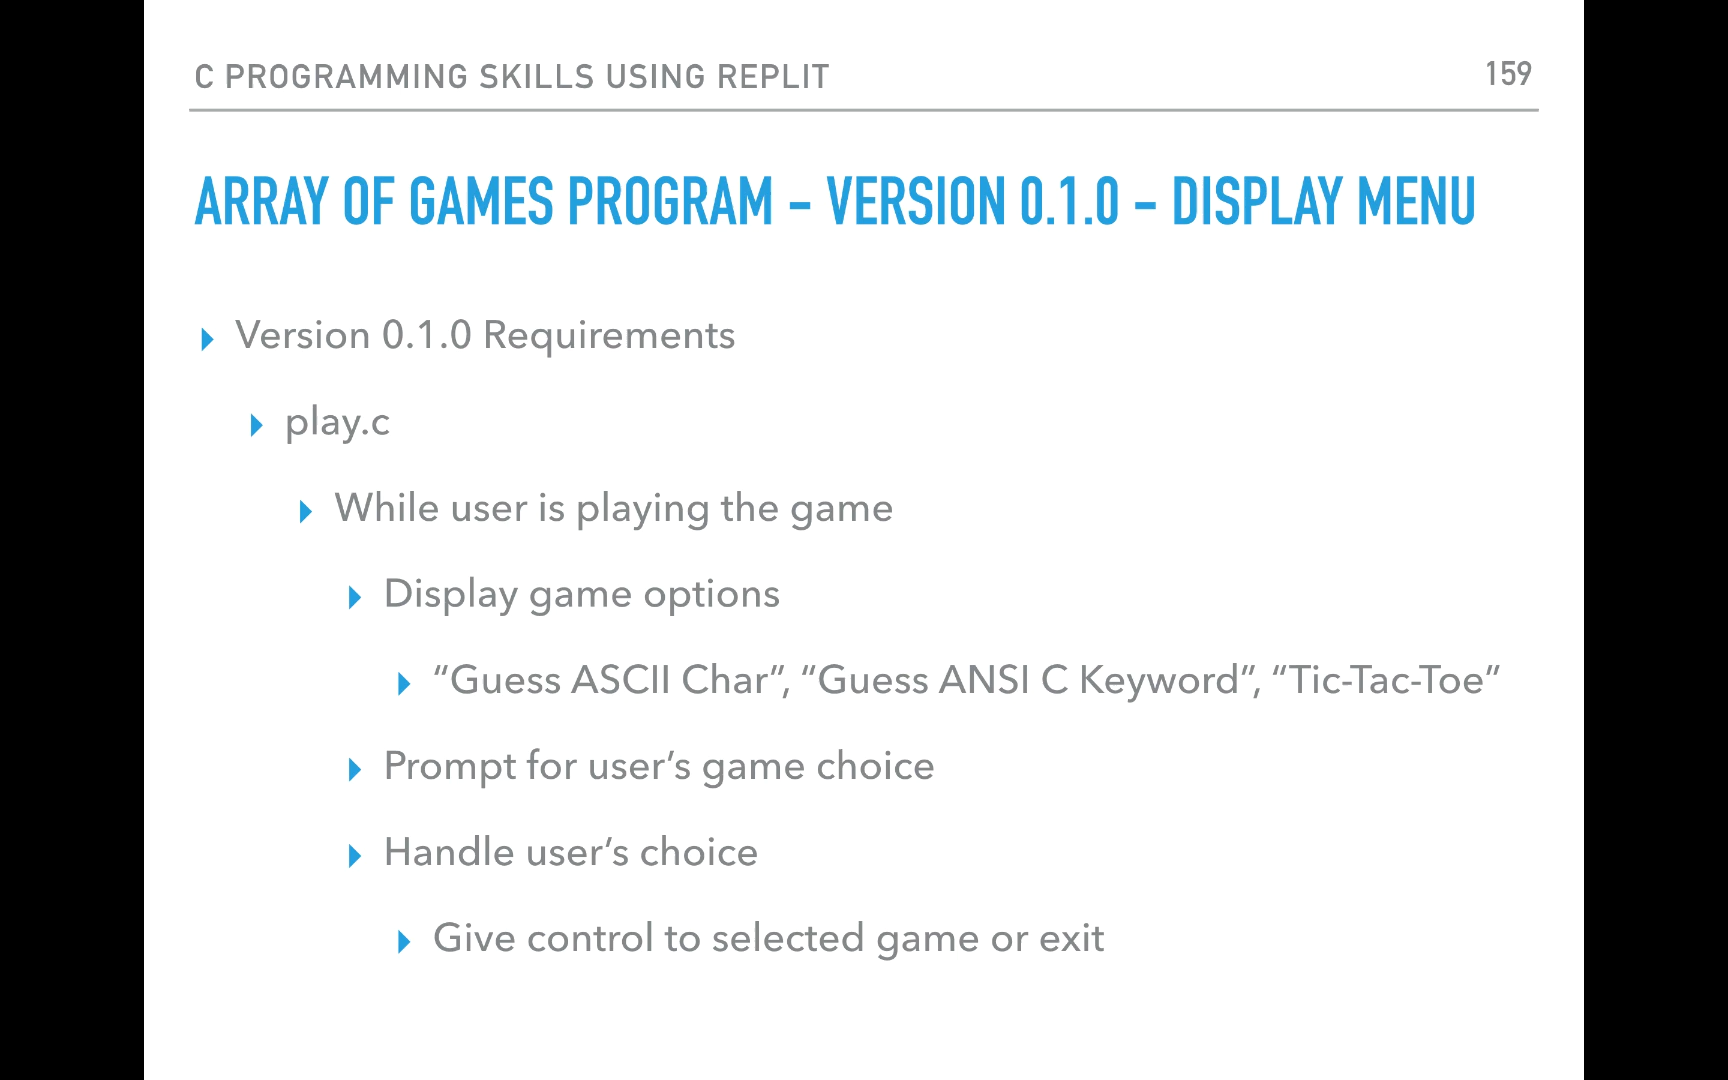 C PROGRAMMING SKILLS USING REPLIT
159
ARRAY OF GAMES PROGRAM – VERSION 0.1.0 – DISPLAY MENU
Version 0.1.0 Requirements
play.c
While user is playing the game
Display game options
“Guess ASCII Char”, “Guess ANSI C Keyword”, “Tic-Tac-Toe”
Prompt for user’s game choice
Handle user’s choice
Give control to selected game or exit